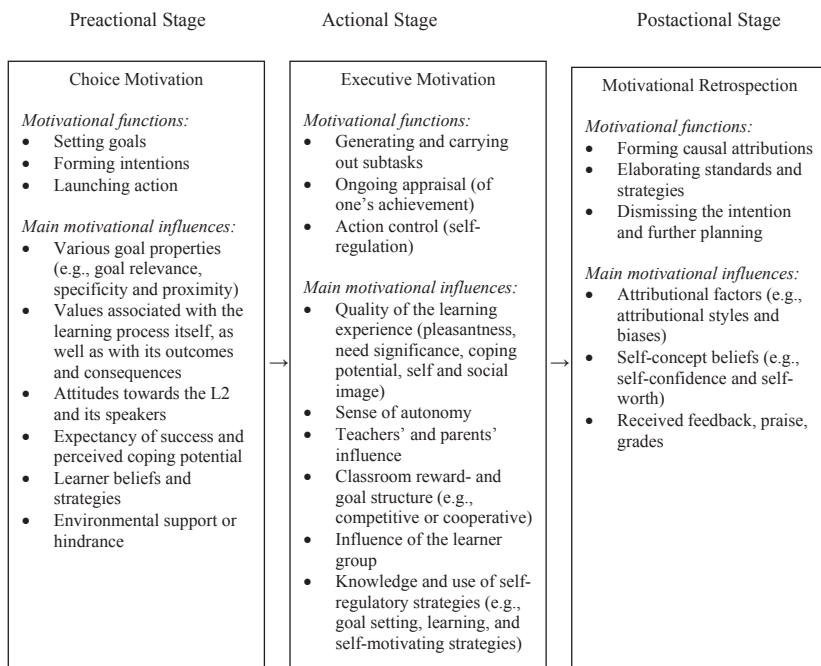 Preactional Stage
Actional Stage
Postactional Stage
Choice Motivation
Motivational functions:
• Setting goals
• Forming intentions
• Launching action
Main motivational influences:
• Various goal properties
(e.g., goal relevance,
specificity and proximity)
• Values associated with the
learning process itself, as
well as with its outcomes
and consequences
• Attitudes towards the L2
and its speakers
• Expectancy of success and
perceived coping potential
• Learner beliefs and
strategies
• Environmental support or
hindrance
→
Executive Motivation
Motivational functions:
• Generating and carrying
out subtasks
• Ongoing appraisal (of
one’s achievement)
• Action control (self-
regulation)
Main motivational influences:
• Quality of the learning
experience (pleasantness,
need significance, coping
potential, self and social
image)
• Sense of autonomy
• Teachers’ and parents’
influence
• Classroom reward- and
goal structure (e.g.,
competitive or cooperative)
• Influence of the learner
group
• Knowledge and use of self-
regulatory strategies (e.g.,
goal setting, learning, and
self-motivating strategies)
→
Motivational Retrospection
Motivational functions:
• Forming causal attributions
• Elaborating standards and
strategies
• Dismissing the intention
and further planning
Main motivational influences:
• Attributional factors (e.g.,
attributional styles and
biases)
• Self-concept beliefs (e.g.,
self-confidence and self-
worth)
• Received feedback, praise,
grades